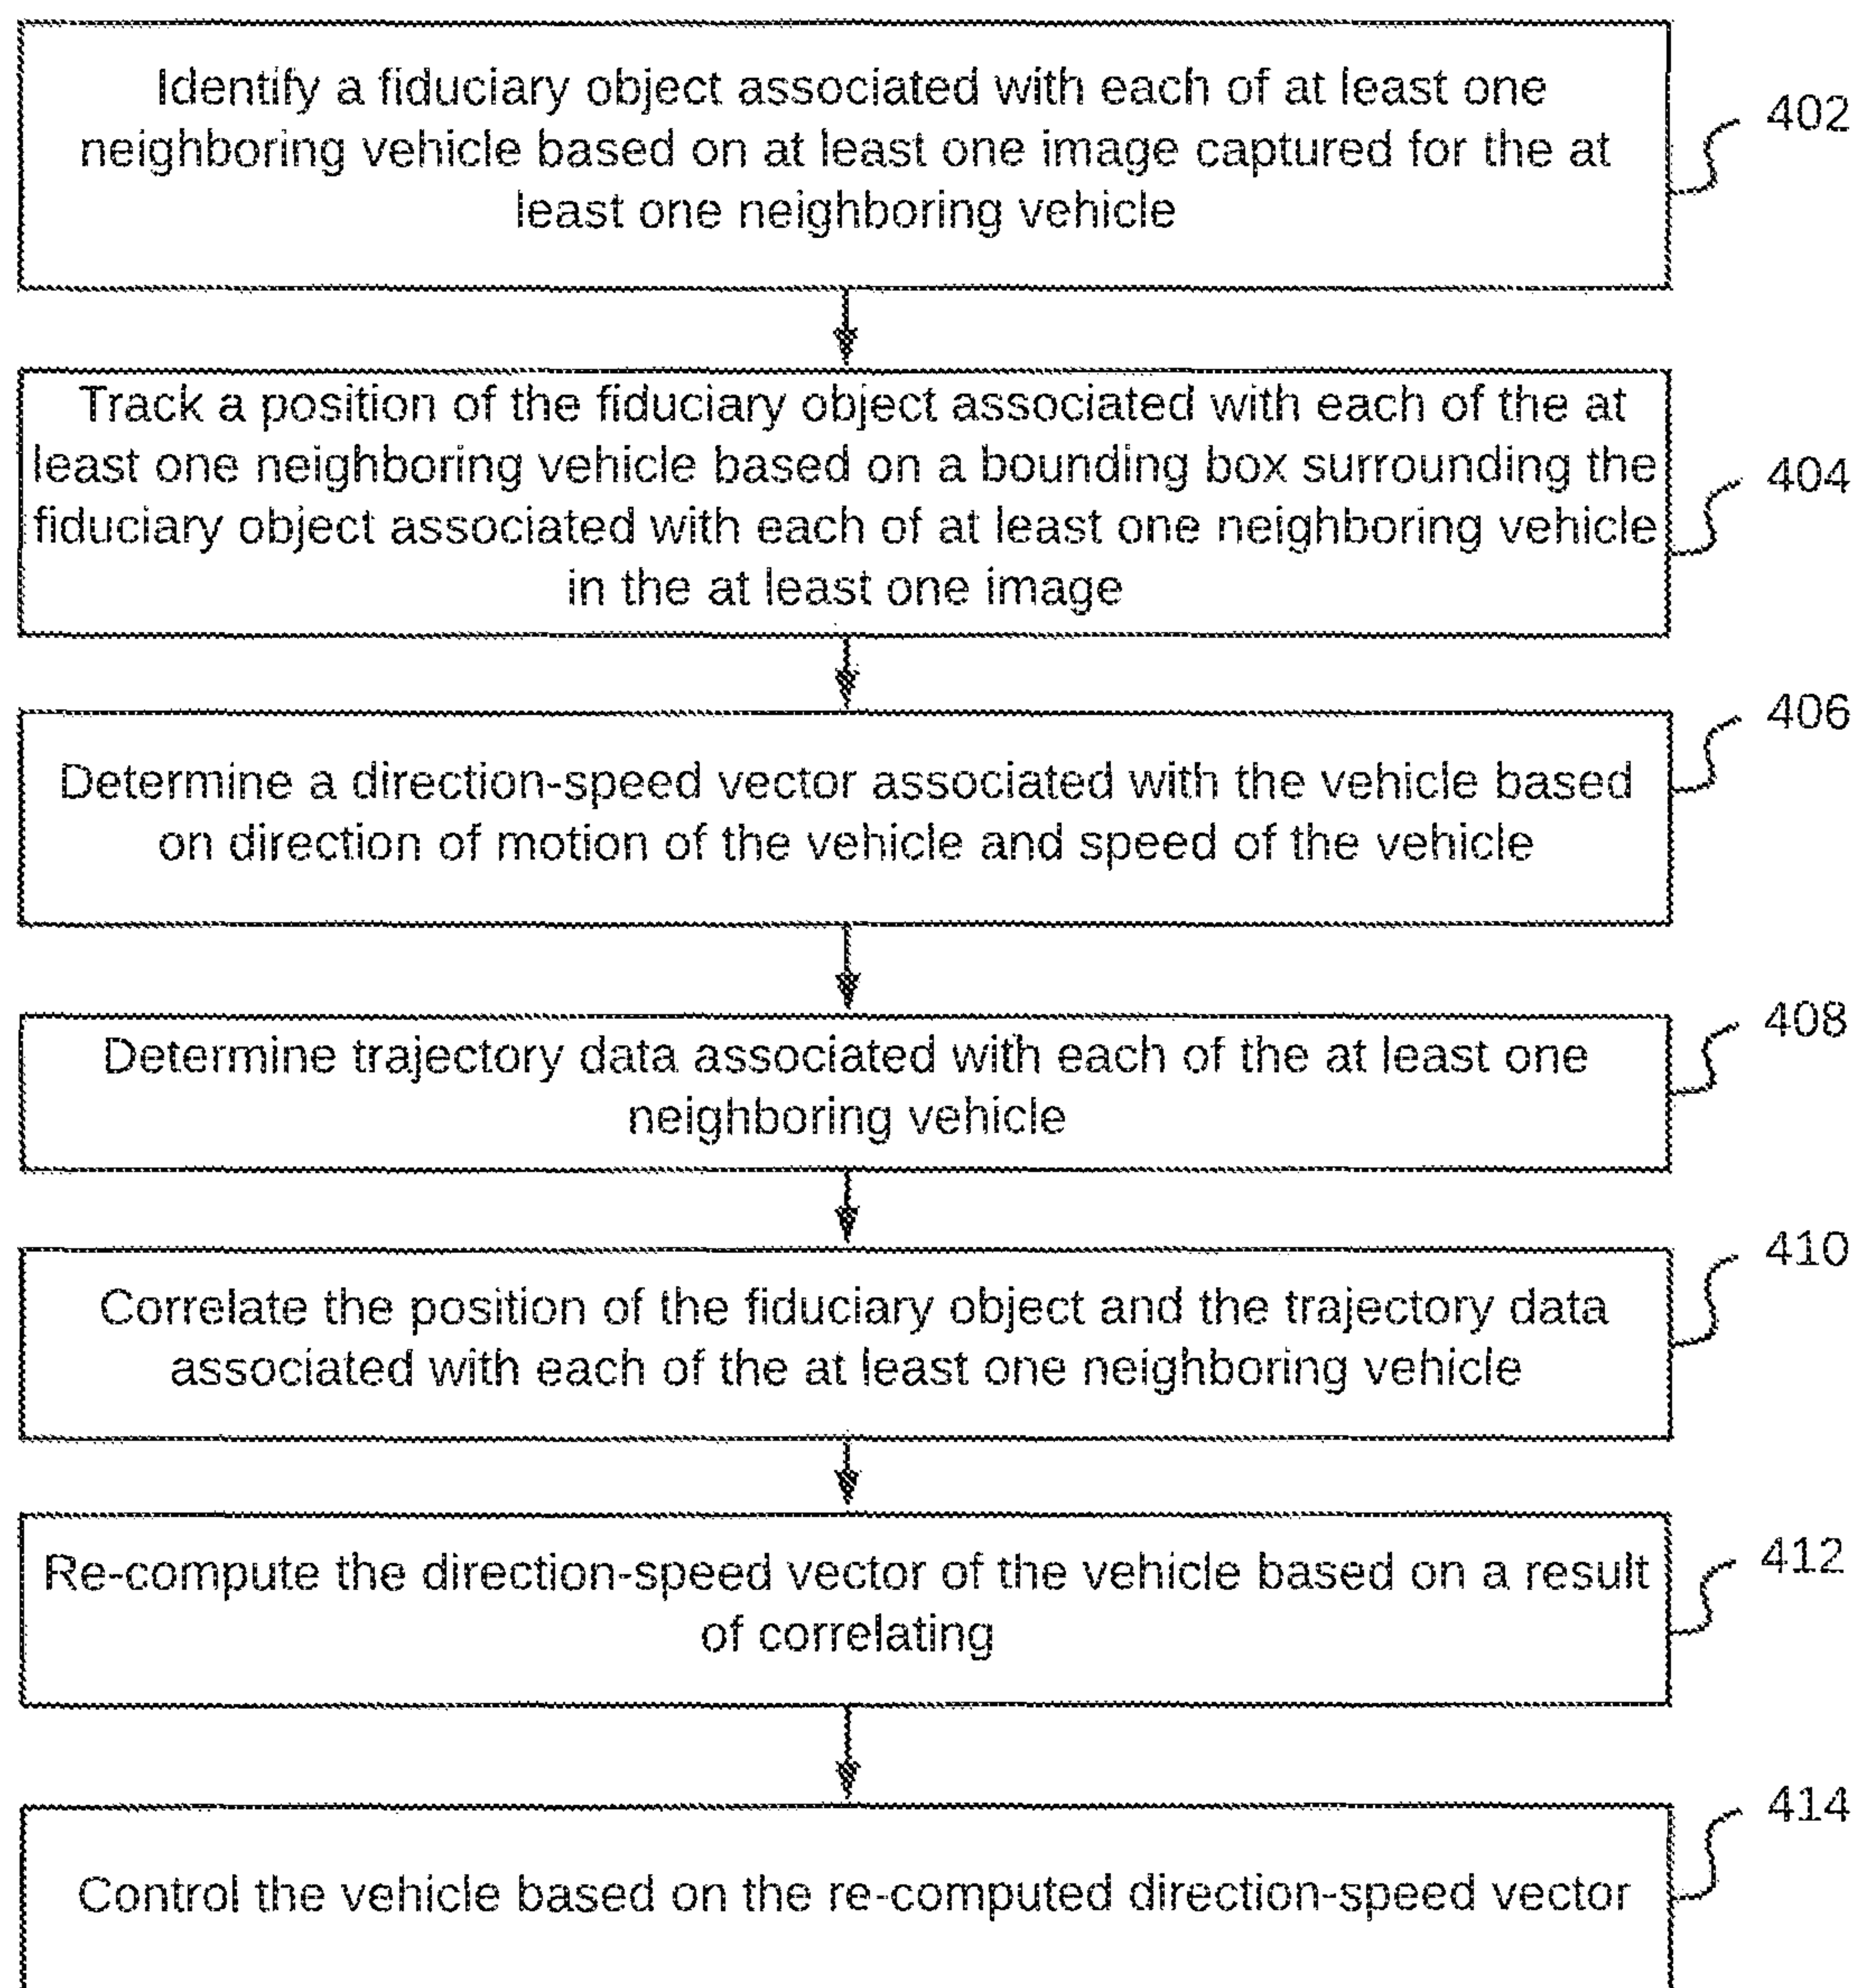 Identify a fiduciary object associated with each of at least one
neighboring vehicle based on at least one image captured for the at
least one neighboring vehicle
402
Track a position of the fiduciary object associated with each of the at
least one neighboring vehicle based on a bounding box surrounding the
fiduciary object associated with each of at least one neighboring vehicle
in the at least one image
404
Determine a direction-speed vector associated with the vehicle based
on direction of motion of the vehicle and speed of the vehicle
406
Determine trajectory data associated with each of the at least one
neighboring vehicle
408
Correlate the position of the fiduciary object and the trajectory data
associated with each of the at least one neighboring vehicle
410
Re-compute the direction-speed vector of the vehicle based on a result
of correlating
412
Control the vehicle based on the re-computed direction-speed vector
414